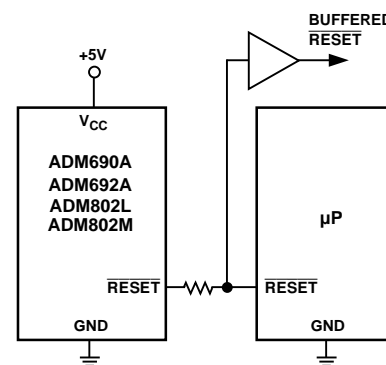 BUFFERED
RESET
+5V
VCC
ADM690A
ADM692A
ADM802L
ADM802M
µP
RESET
RESET
GND
GND